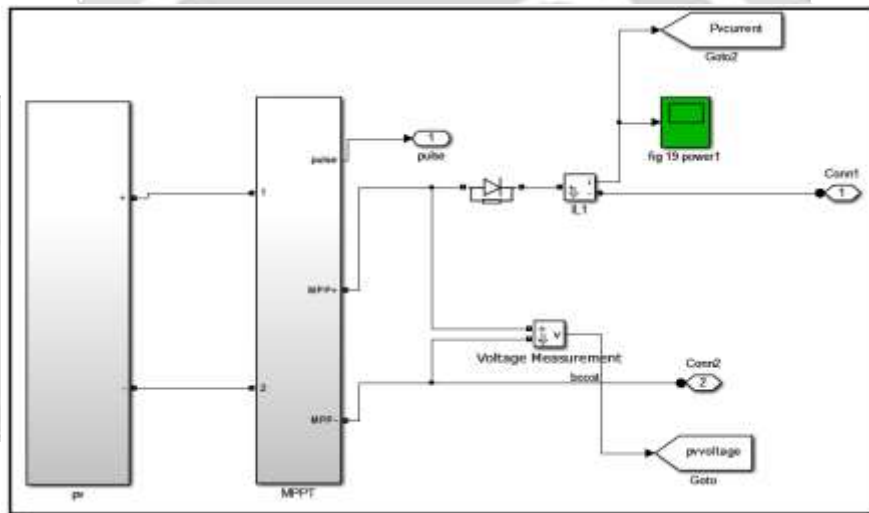 Pvcurrent
Goto2
1
pulse
pulse
fig 19 power1
Conn1
1
+
1
i
IL1
MPP+
v
Voltage Measurement
boost
Conn2
2
-
2
MPP-
pvvoltage
Goto
pv
MPPT